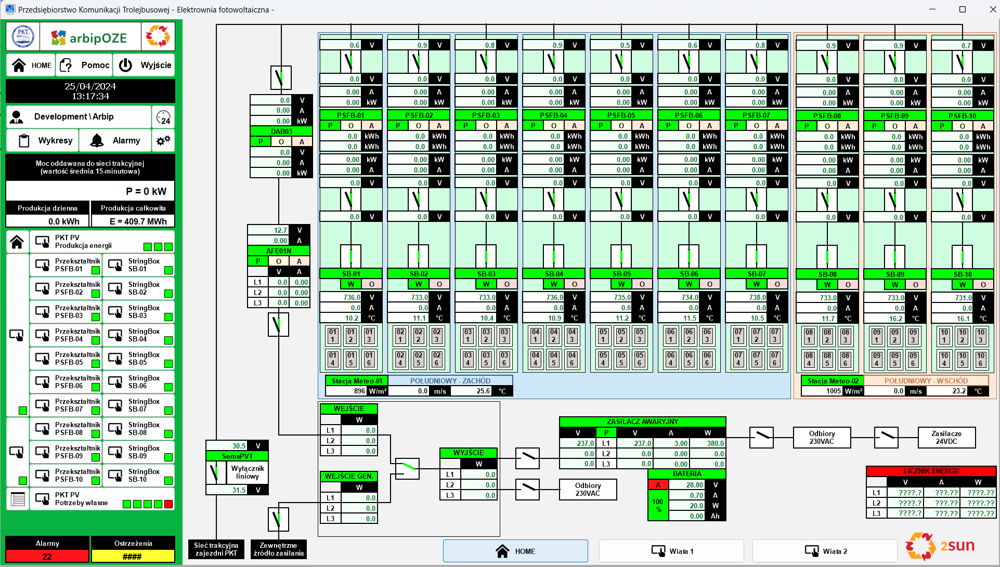 Przedsiębiorstwo Komunikacji Trolejbusowej - Elektrownia fotowoltaiczna -
PKT
arbipOZE
HOME
Pomoc
Wyjście
25/04/2024
13:17:34
Development \ Arbip
24
Wykresy
Alarmy
Moc oddawana do sieci trakcyjnej
(wartość średnia 15-minutowa)
P = 0 kW
Produkcja dzienna
Produkcja całkowita
0.0 kWh
E = 409.7 MWh
PKT PV
Produkcja energii
Przekształtnik PSFB-01
StringBox SB-01
Przekształtnik PSFB-02
StringBox SB-02
Przekształtnik PSFB-03
StringBox SB-03
Przekształtnik PSFB-04
StringBox SB-04
Przekształtnik PSFB-05
StringBox SB-05
Przekształtnik PSFB-06
StringBox SB-06
Przekształtnik PSFB-07
StringBox SB-07
Przekształtnik PSFB-08
StringBox SB-08
Przekształtnik PSFB-09
StringBox SB-09
Przekształtnik PSFB-10
StringBox SB-10
PKT PV
Potrzeby własne
Alarmy
Ostrzeżenia
22
####
0.0 V
0.00 A
0.00 kW
DAB03
P O A
0.0 V
0.00 A
0.00 kW
12.7 V
0.00 A
AFE01N
P O A
V A
L1 0.0 0.00
L2 0.0 0.00
L3 0.0 0.00
30.5 V
SemsPVT
Wyłącznik
liniowy
31.5 V
Sieć trakcyjna
zajezdni PKT
Zewnętrzne
źródło zasilania
0.6 V 0.9 V 0.8 V 0.9 V 0.5 V 0.6 V 0.8 V 0.9 V 0.9 V 0.7 V
0.0 V 0.0 V 0.0 V 0.0 V 0.0 V 0.0 V 0.0 V 0.0 V 0.0 V 0.0 V
0.00 A 0.00 A 0.00 A 0.00 A 0.00 A 0.00 A 0.00 A 0.00 A 0.00 A 0.00 A
0.00 kW 0.00 kW 0.00 kW 0.00 kW 0.00 kW 0.00 kW 0.00 kW 0.00 kW 0.00 kW 0.00 kW
PSFB-01 PSFB-02 PSFB-03 PSFB-04 PSFB-05 PSFB-06 PSFB-07 PSFB-08 PSFB-09 PSFB-10
P O A P O A P O A P O A P O A P O A P O A P O A P O A P O A
0.0 kWh 0.0 kWh 0.0 kWh 0.0 kWh 0.0 kWh 0.0 kWh 0.0 kWh 0.0 kWh 0.0 kWh 0.0 kWh
0.0 kWh 0.0 kWh 0.0 kWh 0.0 kWh 0.0 kWh 0.0 kWh 0.0 kWh 0.0 kWh 0.0 kWh 0.0 kWh
0.00 kW 0.00 kW 0.00 kW 0.00 kW 0.00 kW 0.00 kW 0.00 kW 0.00 kW 0.00 kW 0.00 kW
0.00 A 0.00 A 0.00 A 0.00 A 0.00 A 0.00 A 0.00 A 0.00 A 0.00 A 0.00 A
0.0 V 0.0 V 0.0 V 0.0 V 0.0 V 0.0 V 0.0 V 0.0 V 0.0 V 0.0 V
0.0 V 0.0 V 0.0 V 0.0 V 0.0 V 0.0 V 0.0 V 0.0 V 0.0 V 0.0 V
SB-01 SB-02 SB-03 SB-04 SB-05 SB-06 SB-07 SB-08 SB-09 SB-10
W O W O W O W O W O W O W O W O W O W O
736.0 V 733.0 V 733.0 V 736.0 V 735.0 V 734.0 V 738.0 V 733.0 V 733.0 V 731.0 V
0.0 A 0.0 A 0.0 A 0.0 A 0.0 A 0.0 A 0.0 A 0.0 A 0.0 A 0.0 A
10.2 °C 11.1 °C 10.4 °C 10.9 °C 11.2 °C 11.5 °C 10.5 °C 11.7 °C 16.2 °C 16.1 °C
01 01 01 02 02 02 03 03 03 04 04 04 05 05 05 06 06 06 07 07 07 08 08 08 09 09 09 10 10 10
1 2 3 1 2 3 1 2 3 1 2 3 1 2 3 1 2 3 1 2 3 1 2 3 1 2 3 1 2 3
01 01 01 02 02 02 03 03 03 04 04 04 05 05 05 06 06 06 07 07 07 08 08 08 09 09 09 10 10 10
4 5 6 4 5 6 4 5 6 4 5 6 4 5 6 4 5 6 4 5 6 4 5 6 4 5 6 4 5 6
Stacja Meteo-01 POŁUDNIOWY - ZACHÓD
896 W/m² 0.0 m/s 25.6 °C
Stacja Meteo-02 POŁUDNIOWY - WSCHÓD
1005 W/m² 0.0 m/s 23.2 °C
WEJŚCIE
W
L1 0.0
L2 0.0
L3 0.0
WEJŚCIE GEN.
W
L1 0.0
L2 0.0
L3 0.0
WYJŚCIE
W
L1 0.0
L2 0.0
L3 0.0
ZASILACZ AWARYJNY
V P V A W
237.0 L1 237.0 3.00 380.0
0.0 L2 0.0 0.00 0.0
0.0 L3 0.0 0.00 0.0
BATERIA
A 28.80 V
0.70 A
100 % 20.0 W
0.00 Ah
Odbiory
230VAC
Odbiory
230VAC
Zasilacze
24VDC
LICZNIK ENERGII
V A W
L1 ????.? ???.?? ????.??
L2 ????.? ???.?? ????.??
L3 ????.? ???.?? ????.??
HOME
Wiata 1
Wiata 2
2sun